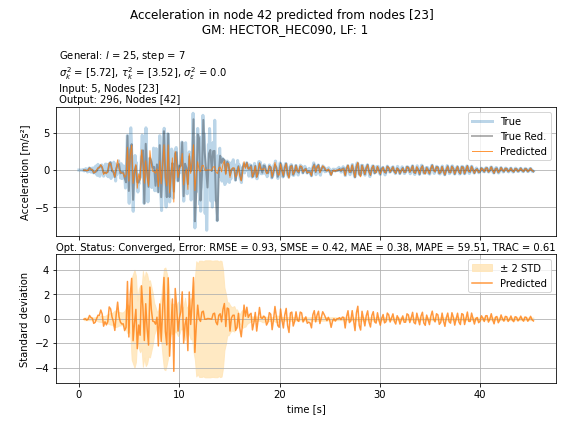 Acceleration in node 42 predicted from nodes [23]
GM: HECTOR_HEC090, LF: 1
General: l = 25, step = 7
σ²ₖ = [5.72], τ²ₖ = [3.52], σ²ε = 0.0
Input: 5, Nodes [23]
Output: 296, Nodes [42]
Acceleration [m/s²]
5
0
−5
True
True Red.
Predicted
Opt. Status: Converged, Error: RMSE = 0.93, SMSE = 0.42, MAE = 0.38, MAPE = 59.51, TRAC = 0.61
Standard deviation
4
2
0
−2
−4
± 2 STD
Predicted
0 10 20 30 40
time [s]